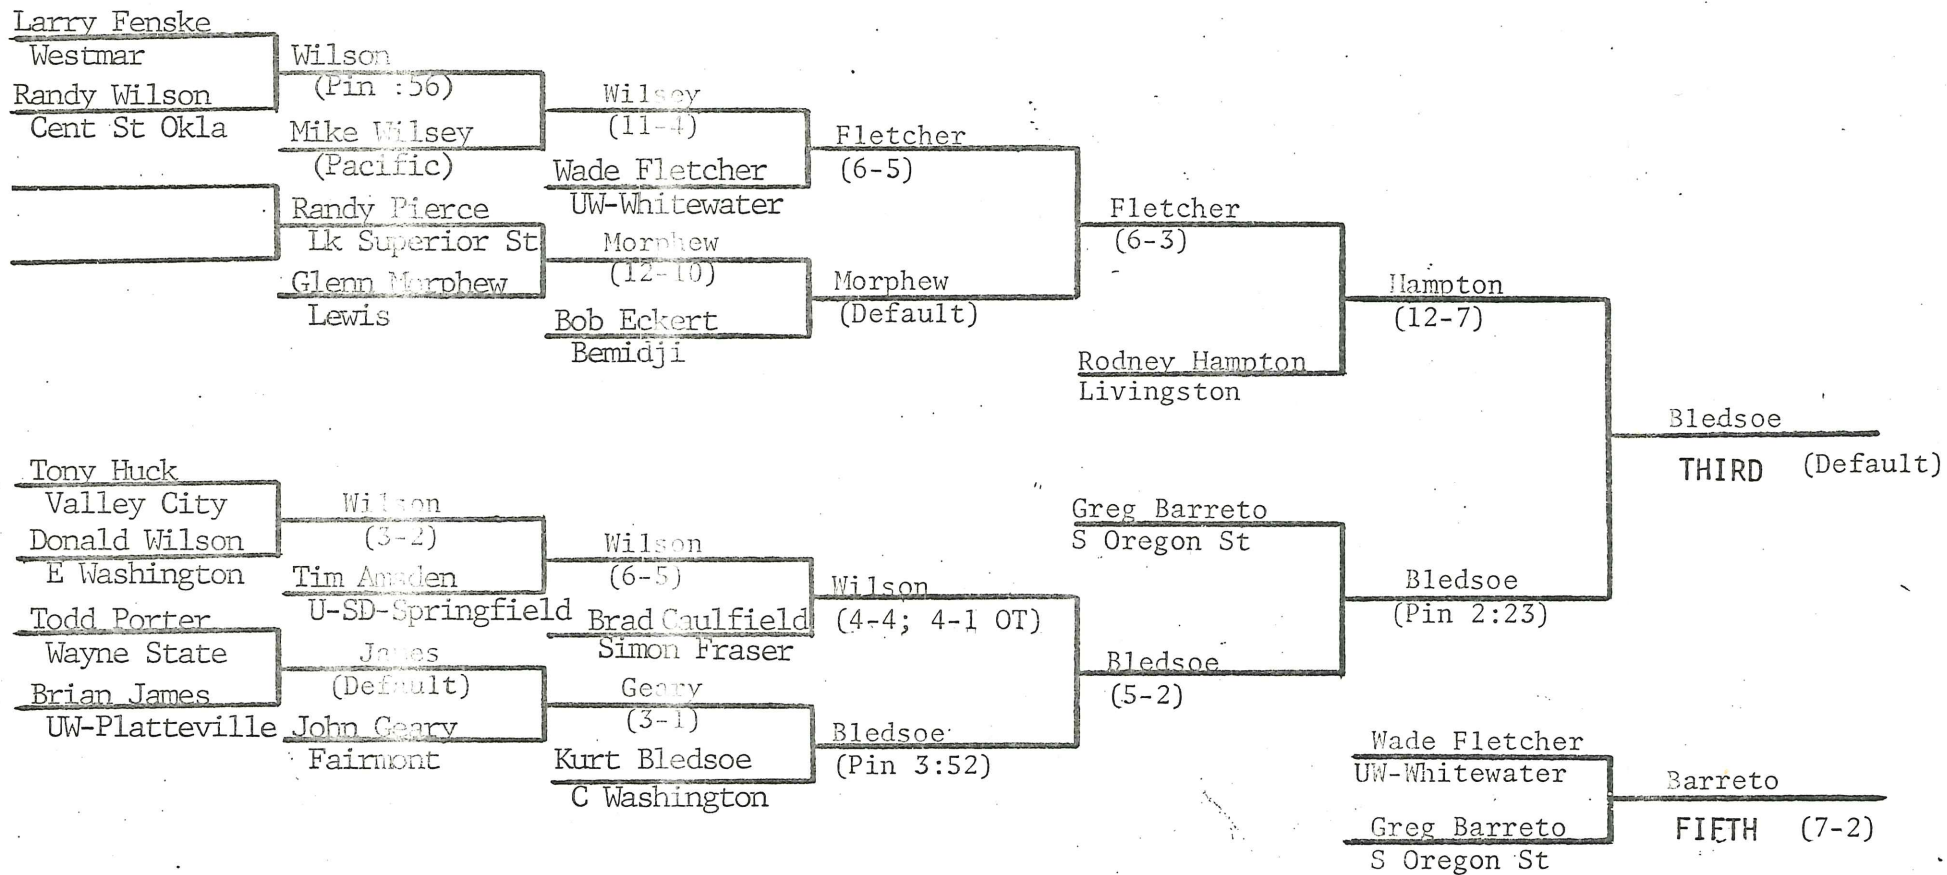 Larry Fenske
Westmar
Randy Wilson
Cent St Okla
Wilson
(Pin :56)
Mike Wilsey
(Pacific)
Randy Pierce
Lk Superior St
Glenn Morphew
Lewis
Wilsey
(11-4)
Wade Fletcher
UW-Whitewater
Morphew
(12-10)
Bob Eckert
Bemidji
Fletcher
(6-5)
Morphew
(Default)
Fletcher
(6-3)
Rodney Hampton
Livingston
Hampton
(12-7)
Tony Huck
Valley City
Donald Wilson
E Washington
Todd Porter
Wayne State
Brian James
UW-Platteville
Wilson
(3-2)
Tim Amsden
U-SD-Springfield
James
(Default)
John Geary
Fairmont
Wilson
(6-5)
Brad Caulfield
Simon Fraser
Geary
(3-1)
Kurt Bledsoe
C Washington
Wilson
(4-4; 4-1 OT)
Bledsoe
(Pin 3:52)
Greg Barreto
S Oregon St
Bledsoe
(5-2)
Bledsoe
(Pin 2:23)
Bledsoe
THIRD (Default)
Wade Fletcher
UW-Whitewater
Greg Barreto
S Oregon St
Barreto
FIFTH (7-2)